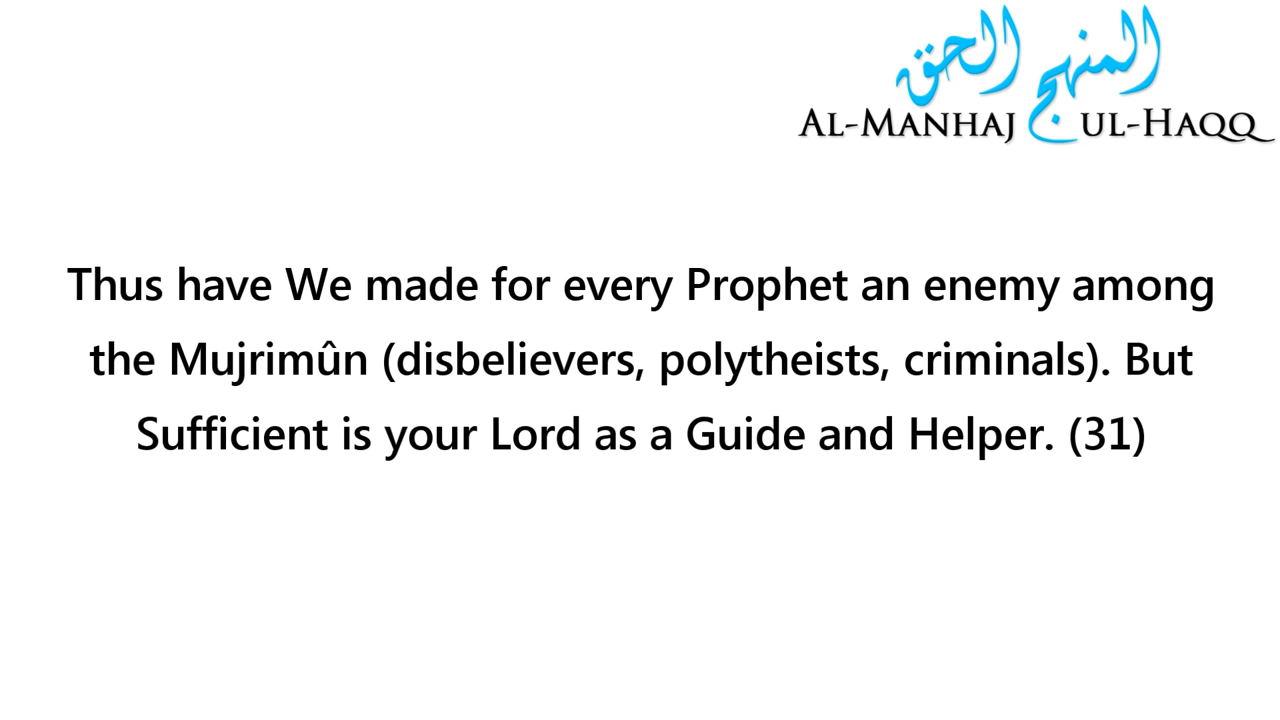 المنهج الحق
AL-MANHAJ UL-HAQQ
Thus have We made for every Prophet an enemy among
the Mujrimûn (disbelievers, polytheists, criminals). But
Sufficient is your Lord as a Guide and Helper. (31)